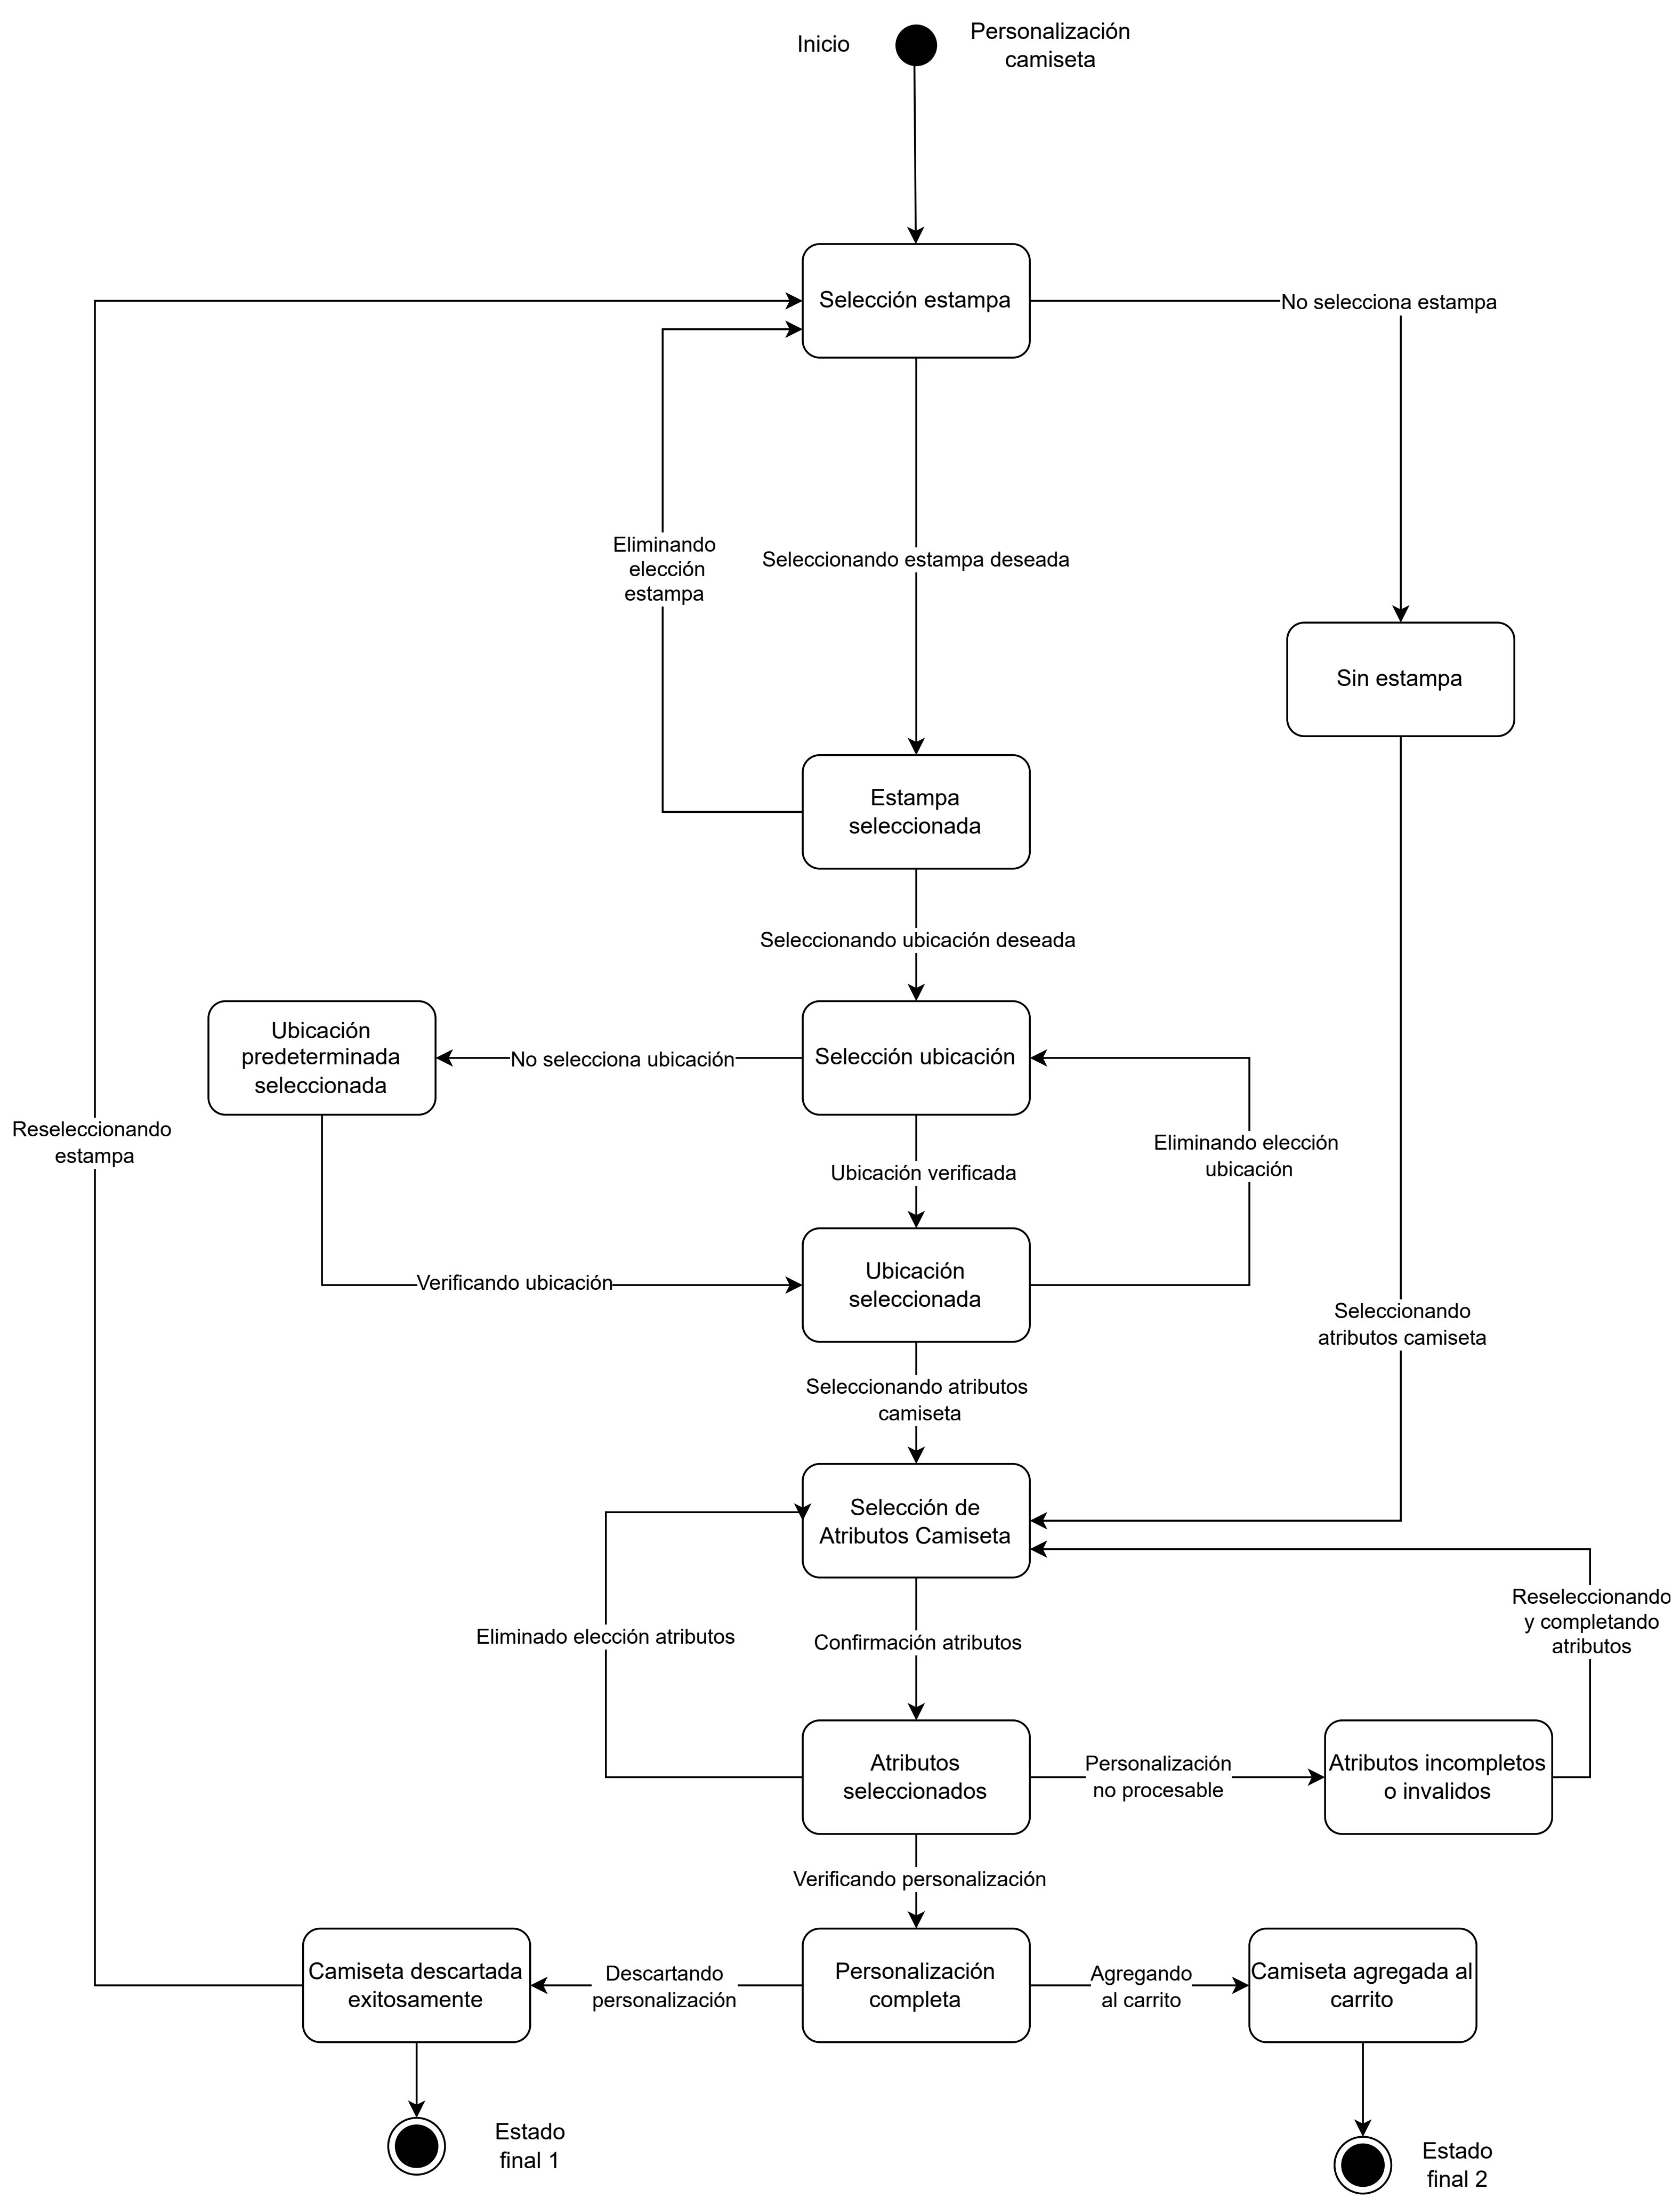 Inicio
Personalización
camiseta
Selección estampa
No selecciona estampa
Eliminando
elección
estampa
Seleccionando estampa deseada
Sin estampa
Estampa
seleccionada
Seleccionando ubicación deseada
Ubicación
predeterminada
seleccionada
No selecciona ubicación
Selección ubicación
Reseleccionando
estampa
Ubicación verificada
Eliminando elección
ubicación
Verificando ubicación
Ubicación
seleccionada
Seleccionando
atributos camiseta
Seleccionando atributos
camiseta
Selección de
Atributos Camiseta
Eliminado elección atributos
Confirmación atributos
Reseleccionando
y completando
atributos
Atributos
seleccionados
Personalización
no procesable
Atributos incompletos
o invalidos
Verificando personalización
Camiseta descartada
exitosamente
Descartando
personalización
Personalización
completa
Agregando
al carrito
Camiseta agregada al
carrito
Estado
final 1
Estado
final 2